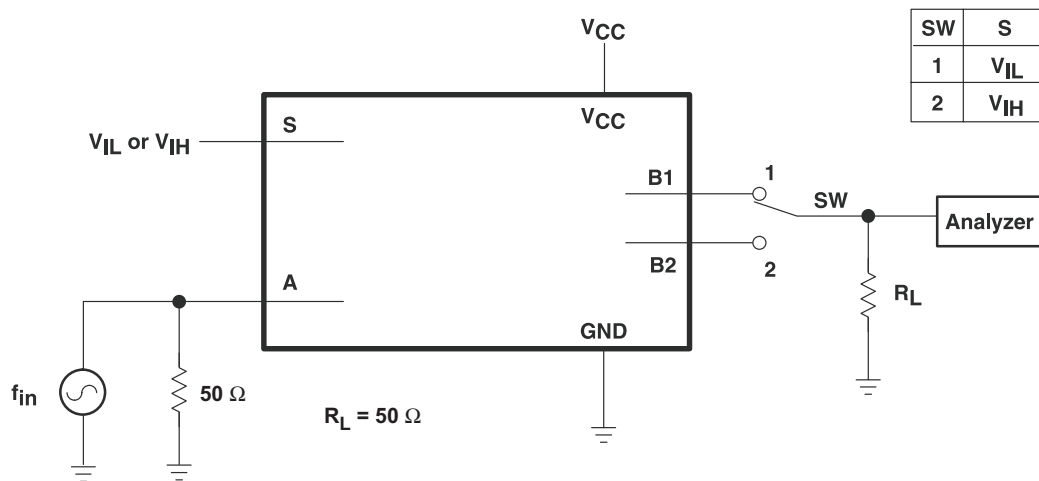 SW S
1 VIL
2 VIH
VCC
VCC
S
VIL or VIH
B1
1
SW
Analyzer
B2
2
A
RL
GND
fin
50 Ω
RL = 50 Ω